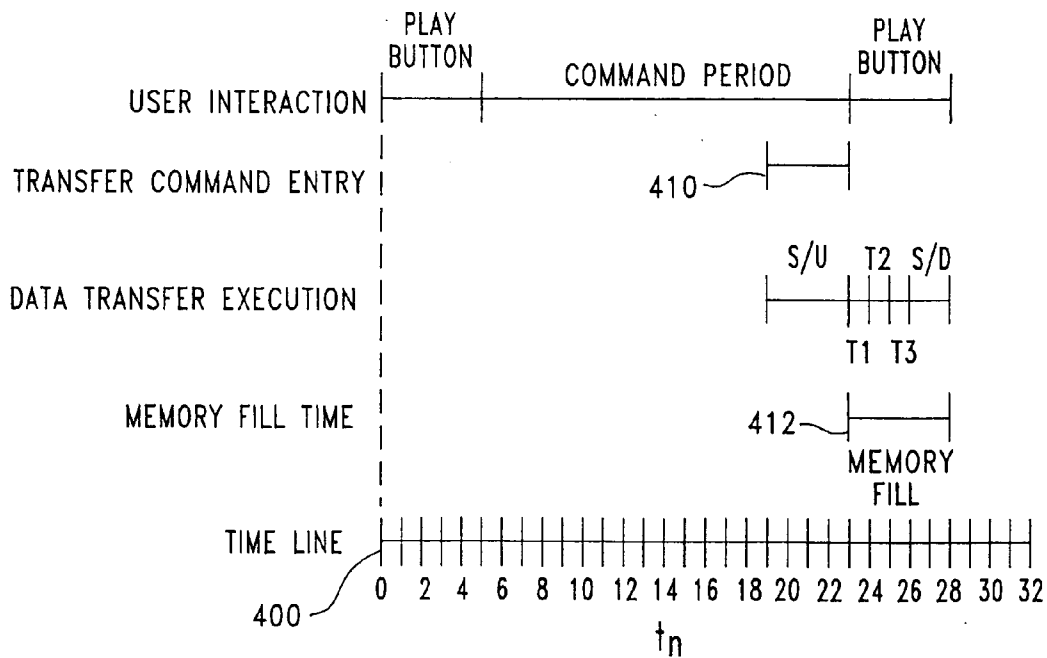 PLAY
BUTTON
PLAY
BUTTON
COMMAND PERIOD
USER INTERACTION
TRANSFER COMMAND ENTRY
410
S/U T2 S/D
DATA TRANSFER EXECUTION
T1 T3
MEMORY FILL TIME
412
MEMORY
FILL
TIME LINE
0 2 4 6 8 10 12 14 16 18 20 22 24 26 28 30 32
400
tn